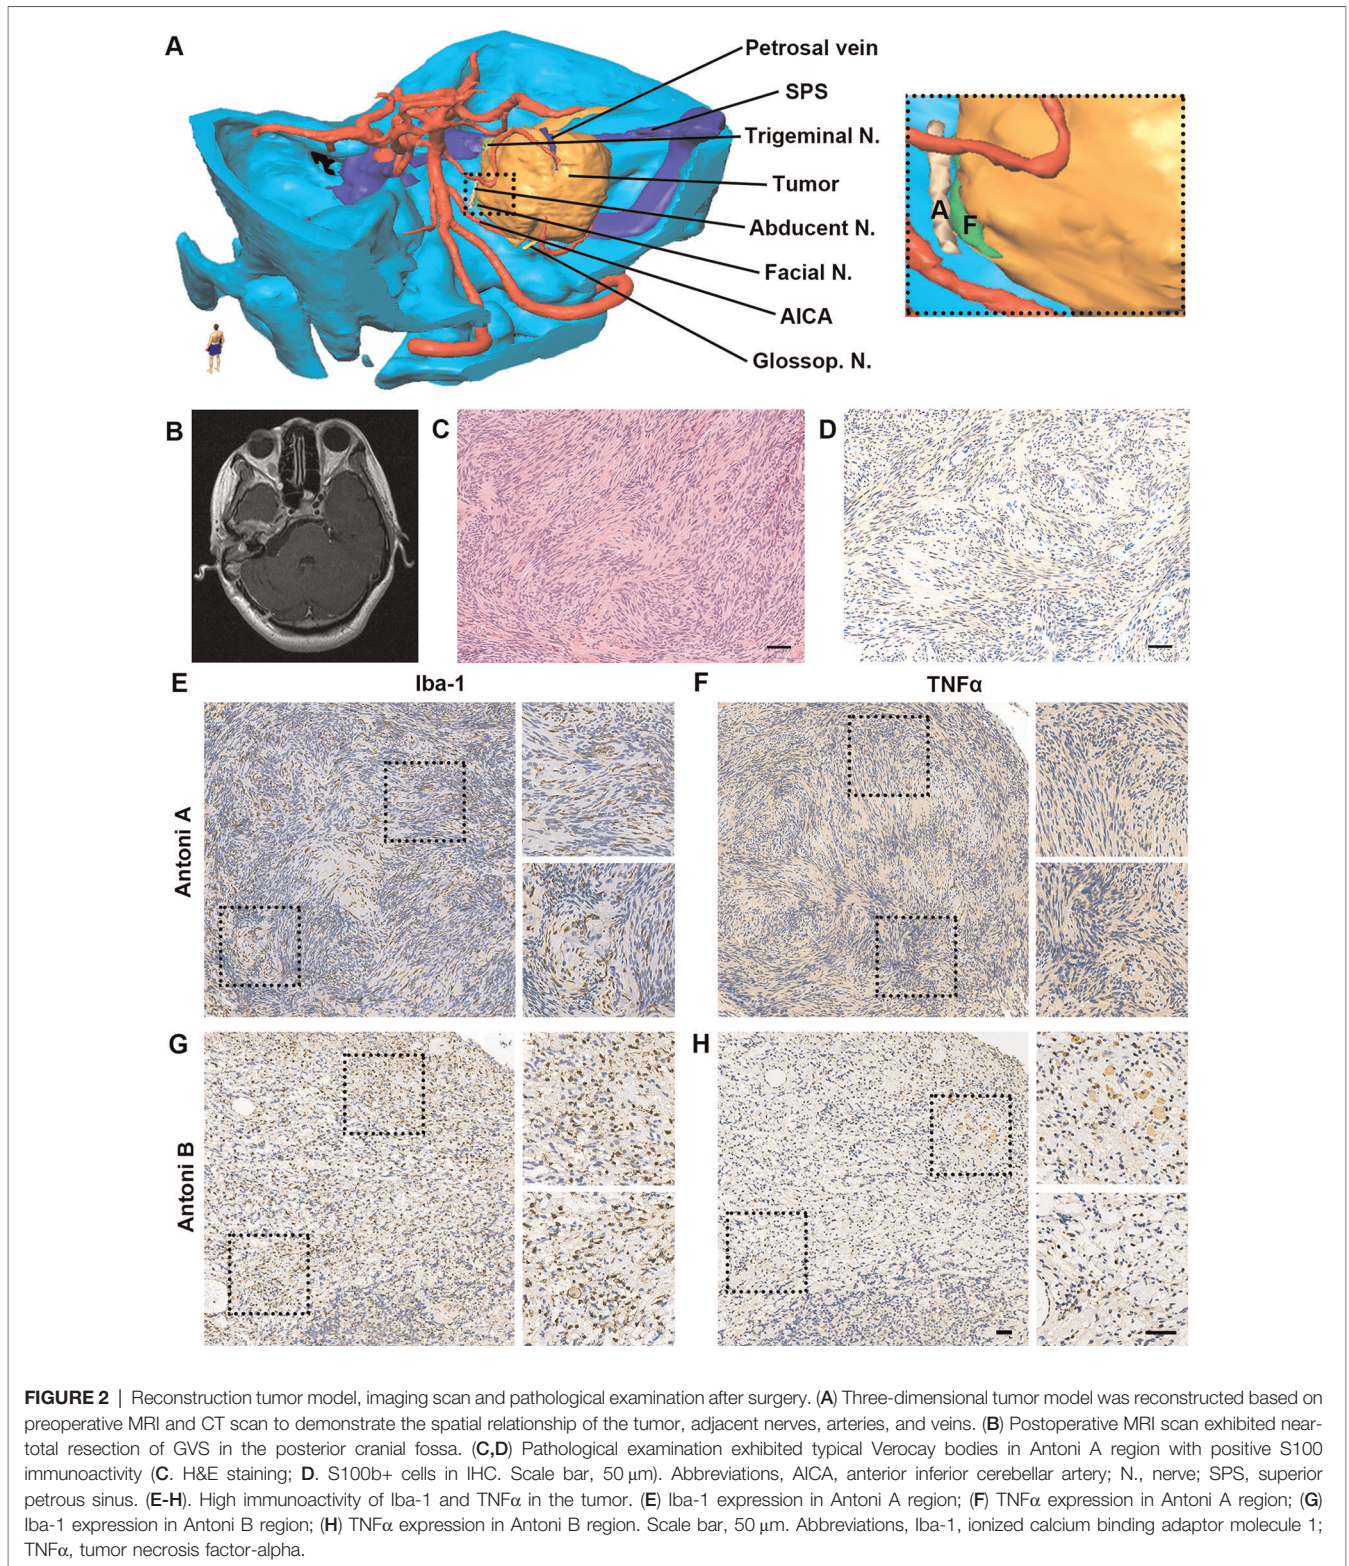 A
Petrosal vein
SPS
Trigeminal N.
Tumor
Abducent N.
Facial N.
AICA
Glossop. N.
A
F
B
C
D
E
Iba-1
F
TNFα
Antoni A
G
H
Antoni B
FIGURE 2 | Reconstruction tumor model, imaging scan and pathological examination after surgery. (A) Three-dimensional tumor model was reconstructed based on
preoperative MRI and CT scan to demonstrate the spatial relationship of the tumor, adjacent nerves, arteries, and veins. (B) Postoperative MRI scan exhibited near-
total resection of GVS in the posterior cranial fossa. (C,D) Pathological examination exhibited typical Verocay bodies in Antoni A region with positive S100
immunoactivity (C. H&E staining; D. S100b+ cells in IHC. Scale bar, 50 μm). Abbreviations, AICA, anterior inferior cerebellar artery; N., nerve; SPS, superior
petrous sinus. (E-H). High immunoactivity of Iba-1 and TNFα in the tumor. (E) Iba-1 expression in Antoni A region; (F) TNFα expression in Antoni A region; (G)
Iba-1 expression in Antoni B region; (H) TNFα expression in Antoni B region. Scale bar, 50 μm. Abbreviations, Iba-1, ionized calcium binding adaptor molecule 1;
TNFα, tumor necrosis factor-alpha.